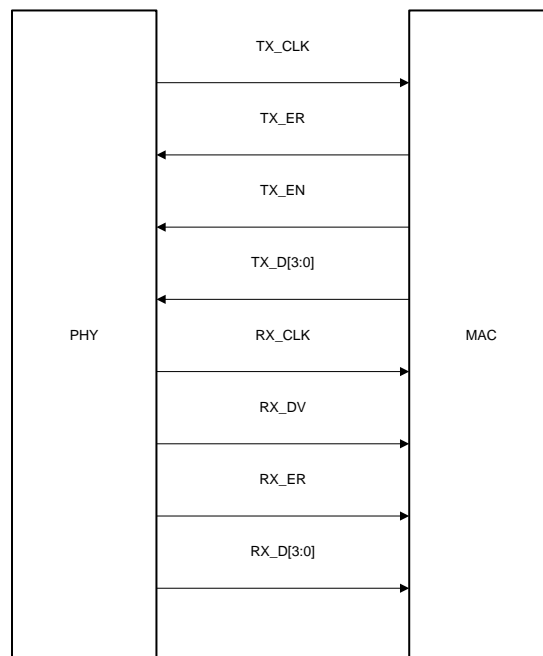 TX_CLK
TX_ER
TX_EN
TX_D[3:0]
PHY RX_CLK MAC
RX_DV
RX_ER
RX_D[3:0]